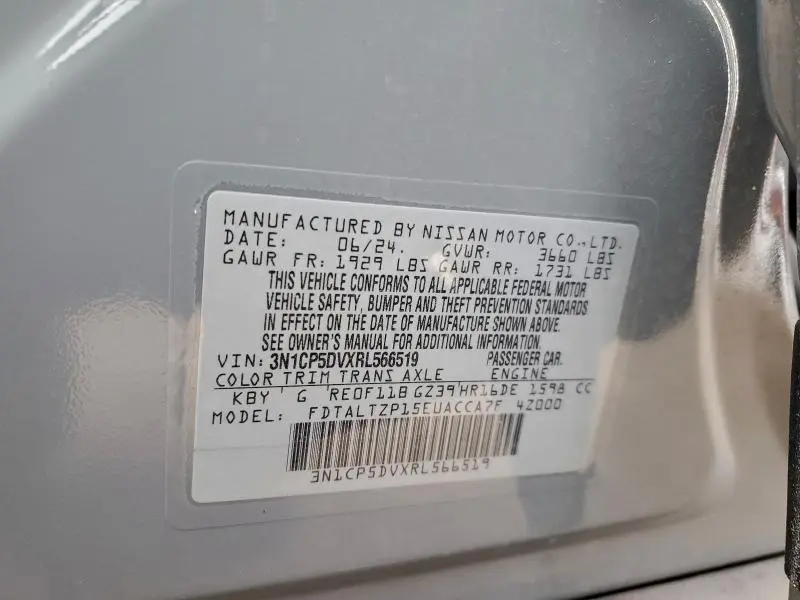 MANUFACTURED BY NISSAN MOTOR CO.,LTD.
DATE: 06/24. GVWR: 3660 LBS
GAWR FR: 1929 LBS GAWR RR: 1731 LBS
THIS VEHICLE CONFORMS TO ALL APPLICABLE FEDERAL MOTOR
VEHICLE SAFETY, BUMPER AND THEFT PREVENTION STANDARDS
IN EFFECT ON THE DATE OF MANUFACTURE SHOWN ABOVE.
SEE OWNER'S MANUAL FOR ADDITIONAL INFORMATION.
VIN: 3N1CP5DVXRL566519 PASSENGER CAR.
COLOR TRIM TRANS AXLE ENGINE
KBY G RE0F11B GZ39 HR16DE 1598 CC
MODEL: FDTALTZP15EUACCA7F 4Z000
3N1CP5DVXRL566519